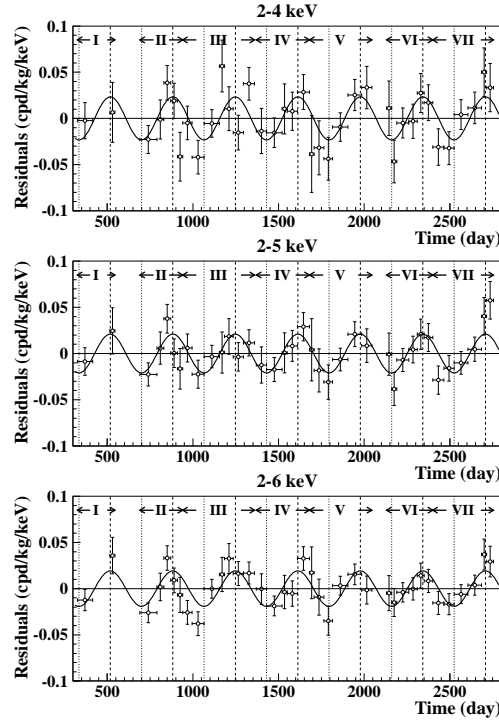 2-4 keV
Residuals (cpd/kg/keV)
0.1
0.05
0
-0.05
-0.1
I II III IV V VI VII
500 1000 1500 2000 2500
Time (day)
2-5 keV
Residuals (cpd/kg/keV)
0.1
0.05
0
-0.05
-0.1
I II III IV V VI VII
500 1000 1500 2000 2500
Time (day)
2-6 keV
Residuals (cpd/kg/keV)
0.1
0.05
0
-0.05
-0.1
I II III IV V VI VII
500 1000 1500 2000 2500
Time (day)